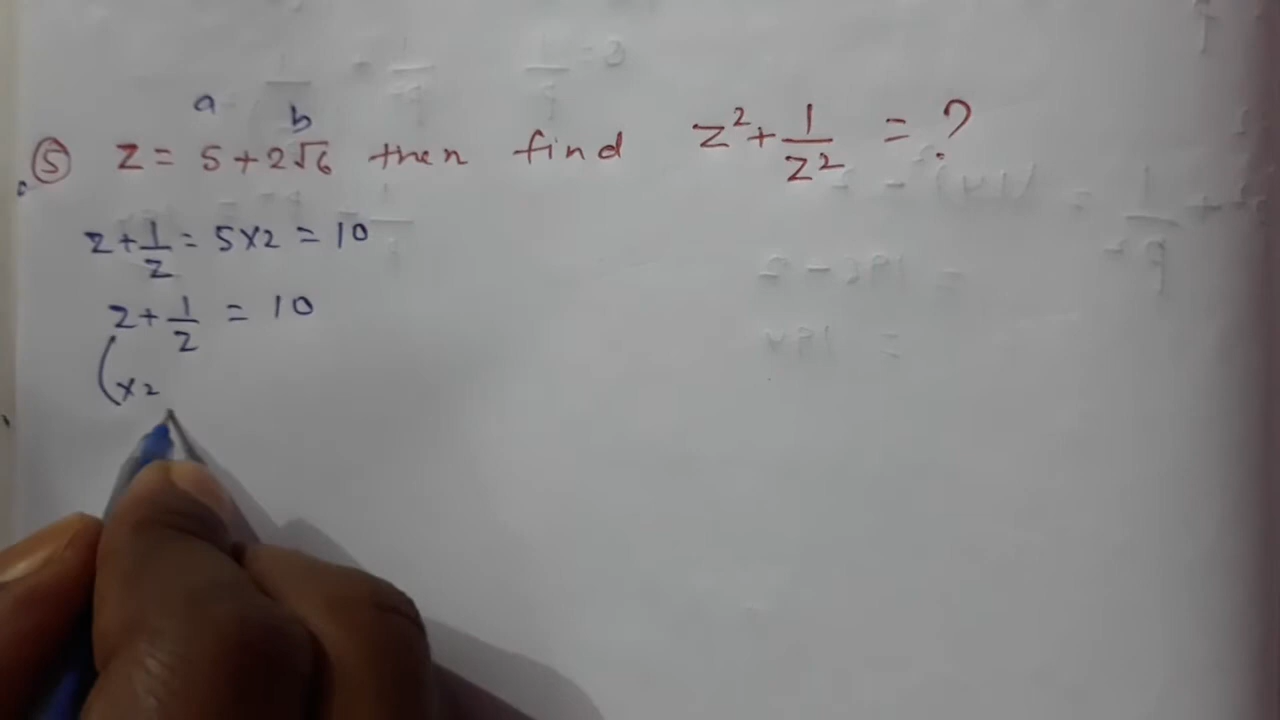 a b
⑤ z = 5 + 2√6 then find z² + 1/z² = ?
z + 1/z = 5 x 2 = 10
z + 1/z = 10
(x2